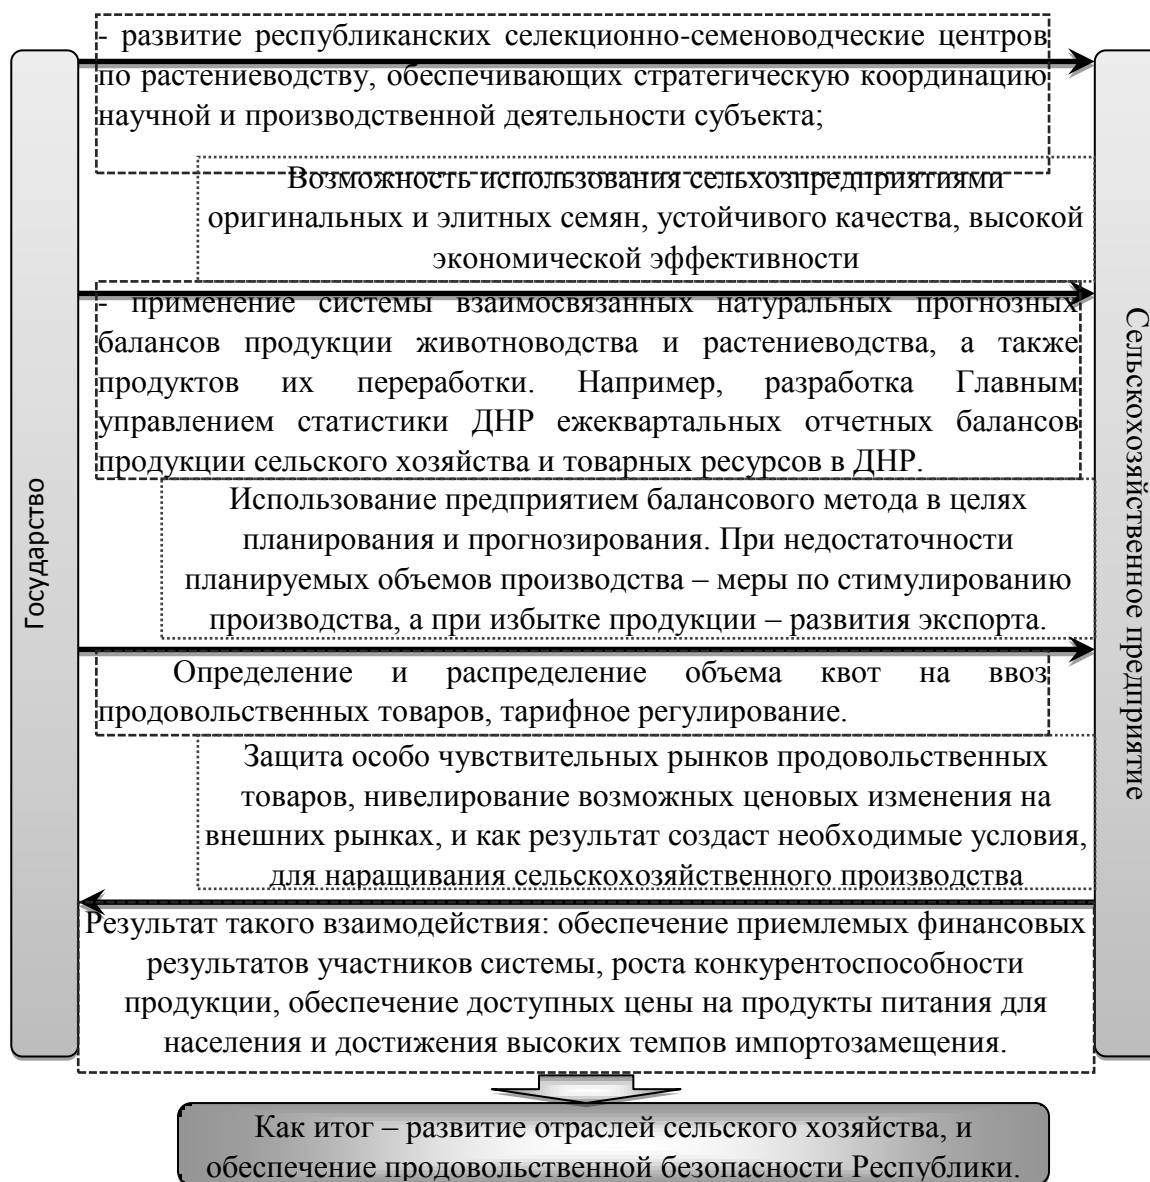 - развитие республиканских селекционно-семеноводческие центров
по растениеводству, обеспечивающих стратегическую координацию
научной и производственной деятельности субъекта;
Возможность использования сельхозпредприятиями
оригинальных и элитных семян, устойчивого качества, высокой
экономической эффективности
- применение системы взаимосвязанных натуральных прогнозных
балансов продукции животноводства и растениеводства, а также
продуктов их переработки. Например, разработка Главным
управлением статистики ДНР ежеквартальных отчетных балансов
продукции сельского хозяйства и товарных ресурсов в ДНР.
Использование предприятием балансового метода в целях
планирования и прогнозирования. При недостаточности
планируемых объемов производства – меры по стимулированию
производства, а при избытке продукции – развития экспорта.
Определение и распределение объема квот на ввоз
продовольственных товаров, тарифное регулирование.
Защита особо чувствительных рынков продовольственных
товаров, нивелирование возможных ценовых изменения на
внешних рынках, и как результат создаст необходимые условия,
для наращивания сельскохозяйственного производства
Результат такого взаимодействия: обеспечение приемлемых финансовых
результатов участников системы, роста конкурентоспособности
продукции, обеспечение доступных цены на продукты питания для
населения и достижения высоких темпов импортозамещения.
Как итог – развитие отраслей сельского хозяйства, и
обеспечение продовольственной безопасности Республики.
Государство
Сельскохозяйственное предприятие